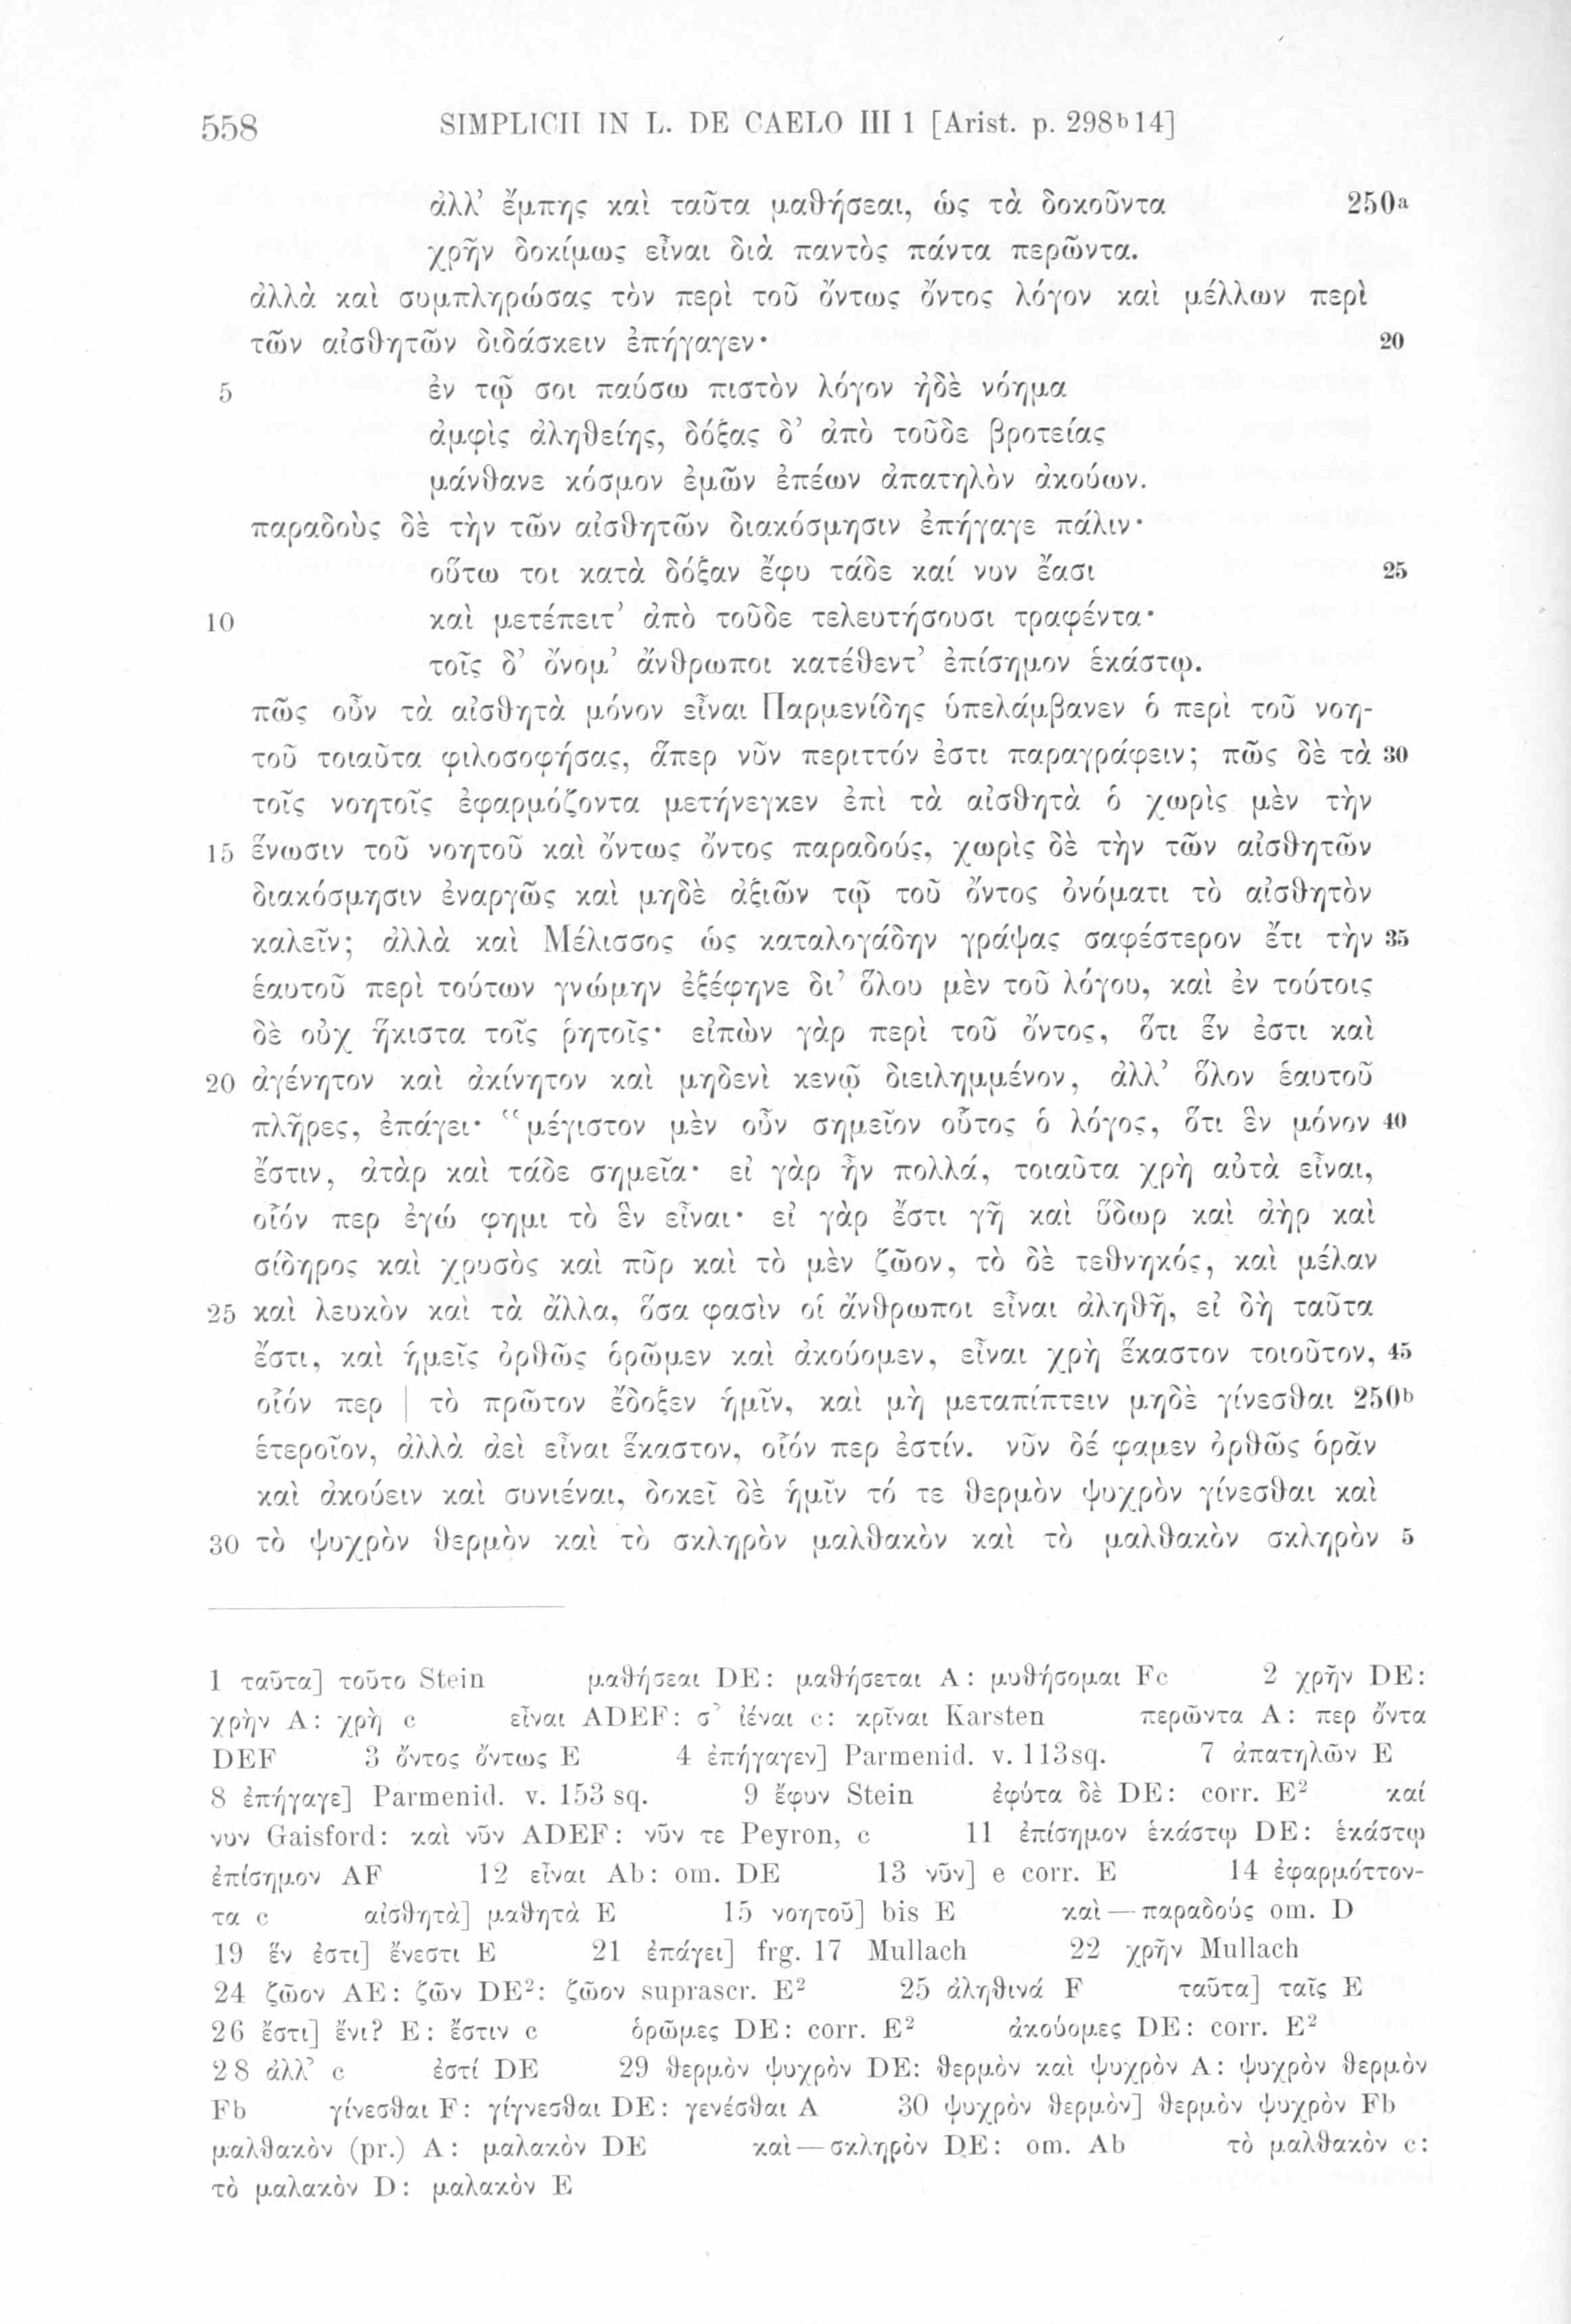 558 SIMPLICII IN L. DE CAELO III 1 [Arist. p. 298ᵇ14]
ἀλλ’ ἔμπης καὶ ταῦτα μαθήσεαι, ὡς τὰ δοκοῦντα 250ᵃ
χρῆν δοκίμως εἶναι διὰ παντὸς πάντα περῶντα.
ἀλλὰ καὶ συμπληρώσας τὸν περὶ τοῦ ὄντως ὄντος λόγον καὶ μέλλων περὶ
τῶν αἰσθητῶν διδάσκειν ἐπήγαγεν· 20
5 ἐν τῷ σοι παύσω πιστὸν λόγον ἠδὲ νόημα
ἀμφὶς ἀληθείης, δόξας δ’ ἀπὸ τοῦδε βροτείας
μάνθανε κόσμον ἐμῶν ἐπέων ἀπατηλὸν ἀκούων.
παραδοὺς δὲ τὴν τῶν αἰσθητῶν διακόσμησιν ἐπήγαγε πάλιν·
οὕτω τοι κατὰ δόξαν ἔφυ τάδε καί νυν ἔασι 25
10 καὶ μετέπειτ’ ἀπὸ τοῦδε τελευτήσουσι τραφέντα·
τοῖς δ’ ὄνομ’ ἄνθρωποι κατέθεντ’ ἐπίσημον ἑκάστῳ.
πῶς οὖν τὰ αἰσθητὰ μόνον εἶναι Παρμενίδης ὑπελάμβανεν ὁ περὶ τοῦ νοη-
τοῦ τοιαῦτα φιλοσοφήσας, ἅπερ νῦν περιττόν ἐστι παραγράφειν; πῶς δὲ τὰ 30
τοῖς νοητοῖς ἐφαρμόζοντα μετήνεγκεν ἐπὶ τὰ αἰσθητὰ ὁ χωρὶς μὲν τὴν
15 ἕνωσιν τοῦ νοητοῦ καὶ ὄντως ὄντος παραδούς, χωρὶς δὲ τὴν τῶν αἰσθητῶν
διακόσμησιν ἐναργῶς καὶ μηδὲ ἀξιῶν τῷ τοῦ ὄντος ὀνόματι τὸ αἰσθητὸν
καλεῖν; ἀλλὰ καὶ Μέλισσος ὡς καταλογάδην γράψας σαφέστερον ἔτι τὴν 35
ἑαυτοῦ περὶ τούτων γνώμην ἐξέφηνε δι’ ὅλου μὲν τοῦ λόγου, καὶ ἐν τούτοις
δὲ οὐχ ἥκιστα τοῖς ῥητοῖς· εἰπὼν γὰρ περὶ τοῦ ὄντος, ὅτι ἕν ἐστι καὶ
20 ἀγένητον καὶ ἀκίνητον καὶ μηδενὶ κενῷ διειλημμένον, ἀλλ’ ὅλον ἑαυτοῦ
πλῆρες, ἐπάγει· “μέγιστον μὲν οὖν σημεῖον οὗτος ὁ λόγος, ὅτι ἓν μόνον 40
ἔστιν, ἀτὰρ καὶ τάδε σημεῖα· εἰ γὰρ ἦν πολλά, τοιαῦτα χρὴ αὐτὰ εἶναι,
οἷόν περ ἐγώ φημι τὸ ἓν εἶναι· εἰ γὰρ ἔστι γῆ καὶ ὕδωρ καὶ ἀὴρ καὶ
σίδηρος καὶ χρυσὸς καὶ πῦρ καὶ τὸ μὲν ζῶον, τὸ δὲ τεθνηκός, καὶ μέλαν
25 καὶ λευκὸν καὶ τὰ ἄλλα, ὅσα φασὶν οἱ ἄνθρωποι εἶναι ἀληθῆ, εἰ δὴ ταῦτα
ἔστι, καὶ ἡμεῖς ὀρθῶς ὁρῶμεν καὶ ἀκούομεν, εἶναι χρὴ ἕκαστον τοιοῦτον, 45
οἷόν περ | τὸ πρῶτον ἔδοξεν ἡμῖν, καὶ μὴ μεταπίπτειν μηδὲ γίνεσθαι 250ᵇ
ἑτεροῖον, ἀλλὰ ἀεὶ εἶναι ἕκαστον, οἷόν περ ἐστίν. νῦν δέ φαμεν ὀρθῶς ὁρᾶν
καὶ ἀκούειν καὶ συνιέναι, δοκεῖ δὲ ἡμῖν τό τε θερμὸν ψυχρὸν γίνεσθαι καὶ
30 τὸ ψυχρὸν θερμὸν καὶ τὸ σκληρὸν μαλθακὸν καὶ τὸ μαλθακὸν σκληρὸν 5
1 ταῦτα] τοῦτο Stein μαθήσεαι DE: μαθήσεται A: μυθήσομαι Fc 2 χρῆν DE:
χρὴν A: χρὴ c εἶναι ADEF: σ’ ἰέναι c: κρῖναι Karsten περῶντα A: περ ὄντα
DEF 3 ὄντος ὄντως E 4 ἐπήγαγεν] Parmenid. v. 113sq. 7 ἀπατηλῶν E
8 ἐπήγαγε] Parmenid. v. 153 sq. 9 ἔφυν Stein ἐφύτα δὲ DE: corr. E² καί
νυν Gaisford: καὶ νῦν ADEF: νῦν τε Peyron, c 11 ἐπίσημον ἑκάστῳ DE: ἑκάστῳ
ἐπίσημον AF 12 εἶναι Ab: om. DE 13 νῦν] e corr. E 14 ἐφαρμόττον-
τα c αἰσθητὰ] μαθητὰ E 15 νοητοῦ] bis E καὶ—παραδούς om. D
19 ἕν ἐστι] ἔνεστι E 21 ἐπάγει] frg. 17 Mullach 22 χρῆν Mullach
24 ζῶον AE: ζῶν DE²: ζῶον suprascr. E² 25 ἀληθινά F ταῦτα] ταῖς E
26 ἔστι] ἔνι? E: ἔστιν c ὁρῶμες DE: corr. E² ἀκούομες DE: corr. E²
28 ἀλλ’ c ἐστί DE 29 θερμὸν ψυχρὸν DE: θερμὸν καὶ ψυχρὸν A: ψυχρὸν θερμὸν
Fb γίνεσθαι F: γίγνεσθαι DE: γενέσθαι A 30 ψυχρὸν θερμὸν] θερμὸν ψυχρὸν Fb
μαλθακὸν (pr.) A: μαλακὸν DE καὶ—σκληρὸν DE: om. Ab τὸ μαλθακὸν c:
τὸ μαλακὸν D: μαλακὸν E